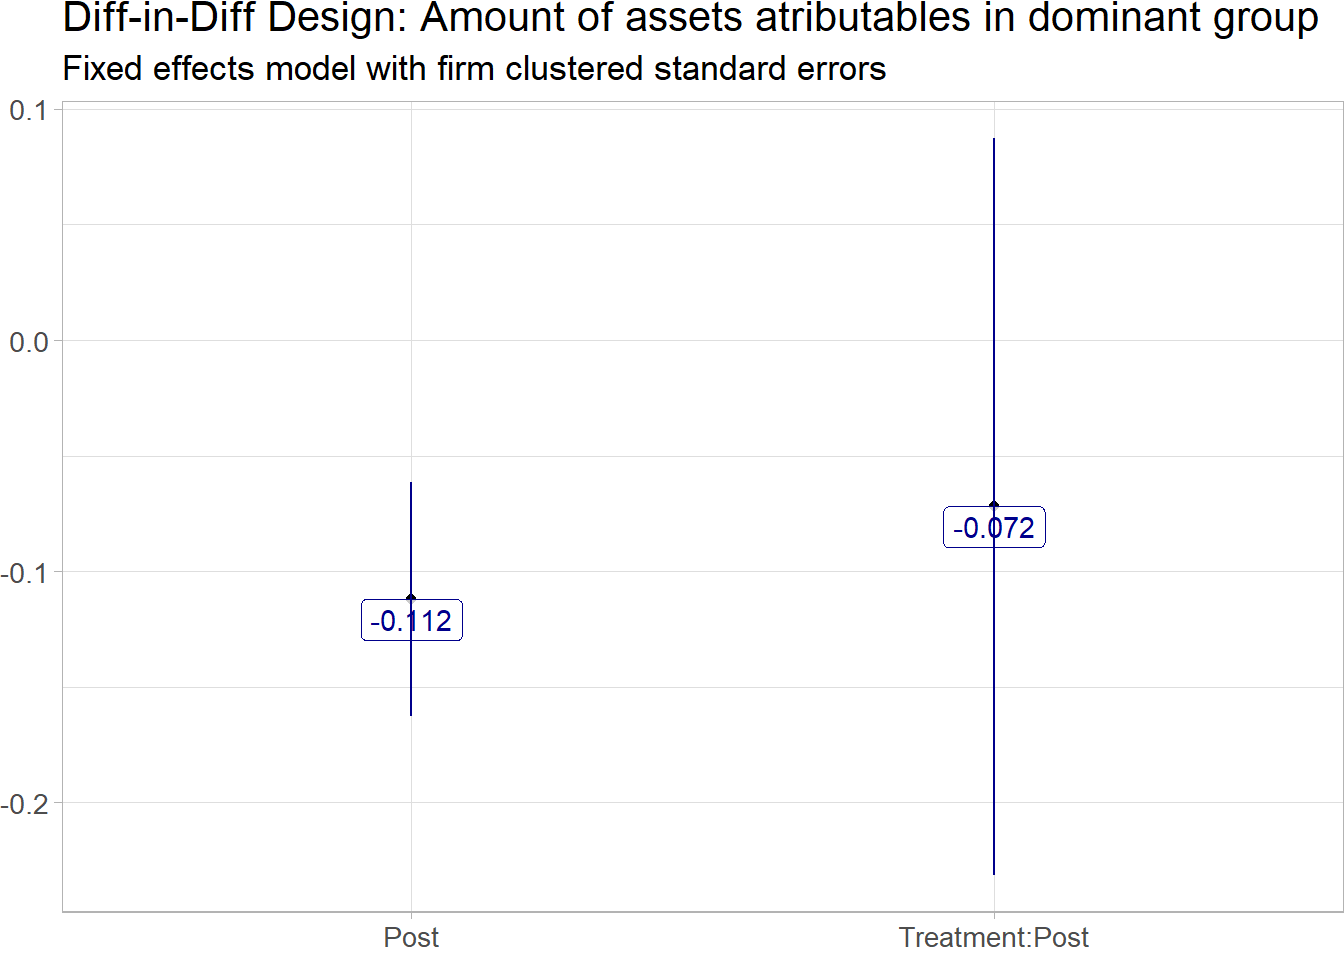 Diff-in-Diff Design: Amount of assets atributables in dominant group
Fixed effects model with firm clustered standard errors
0.1
0.0
-0.1
-0.2
-0.112
-0.072
Post
Treatment:Post